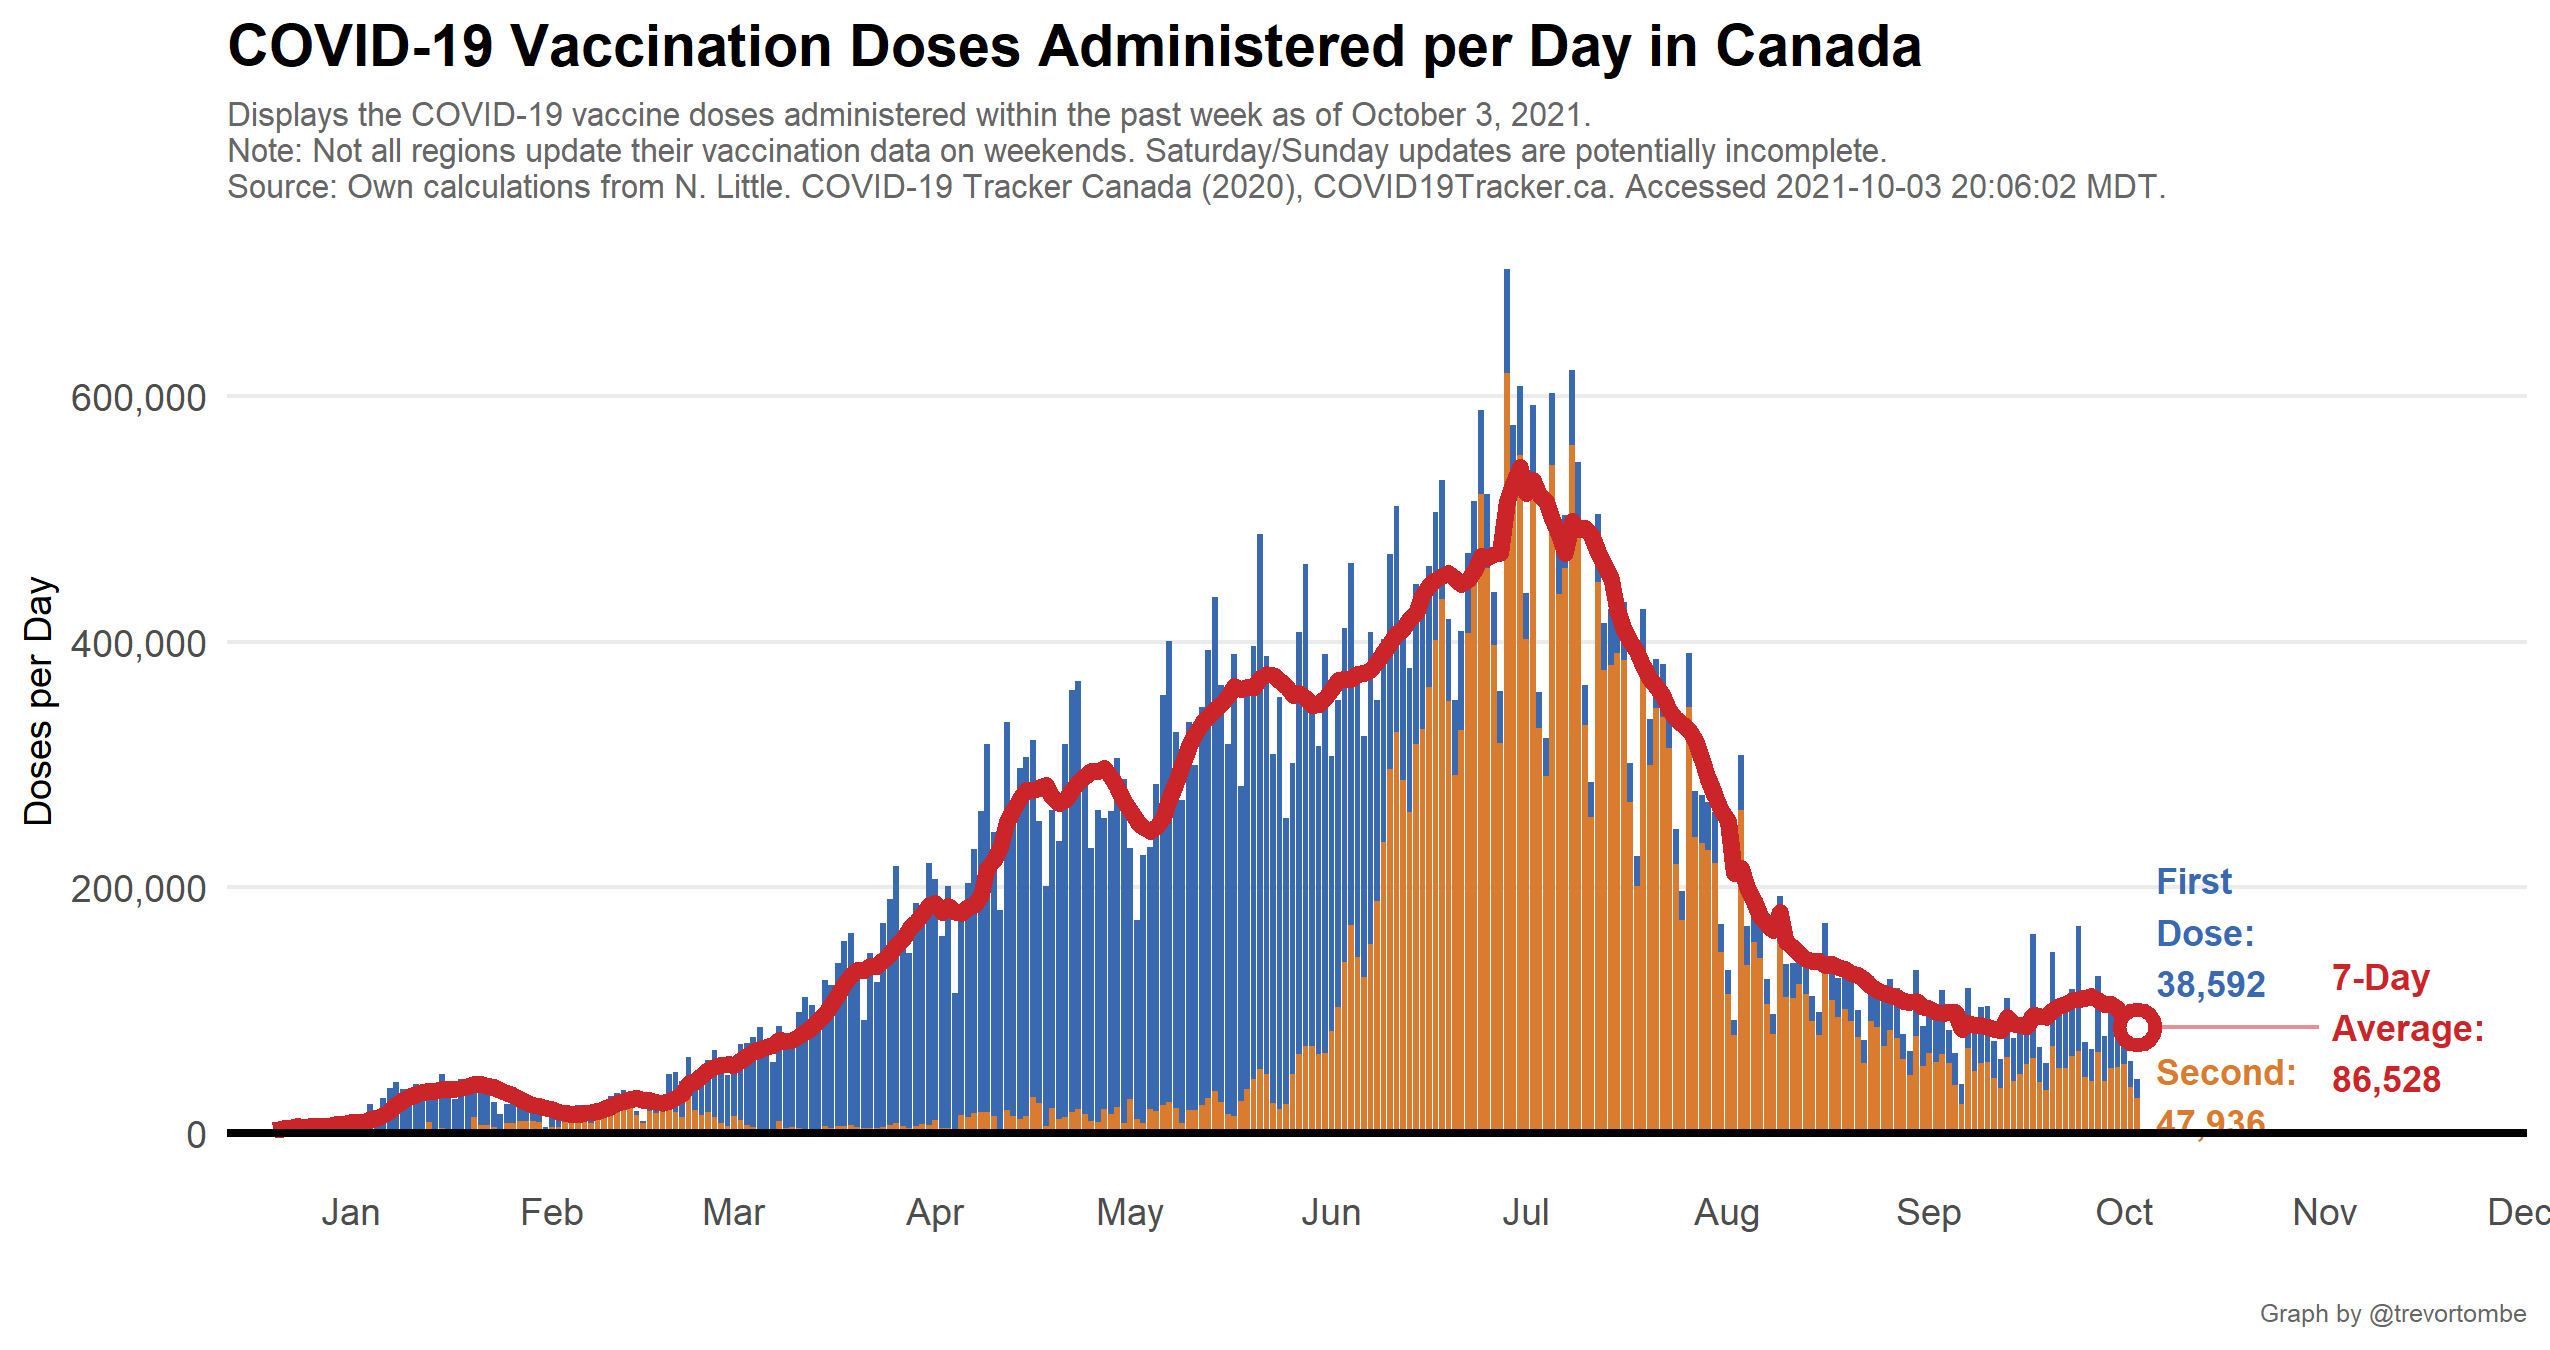 COVID-19 Vaccination Doses Administered per Day in Canada
Displays the COVID-19 vaccine doses administered within the past week as of October 3, 2021.
Note: Not all regions update their vaccination data on weekends. Saturday/Sunday updates are potentially incomplete.
Source: Own calculations from N. Little. COVID-19 Tracker Canada (2020), COVID19Tracker.ca. Accessed 2021-10-03 20:06:02 MDT.
Doses per Day
600,000
400,000
200,000
0
First
Dose:
38,592
Second:
47,936
7-Day
Average:
86,528
Jan Feb Mar Apr May Jun Jul Aug Sep Oct Nov Dec
Graph by @trevortombe